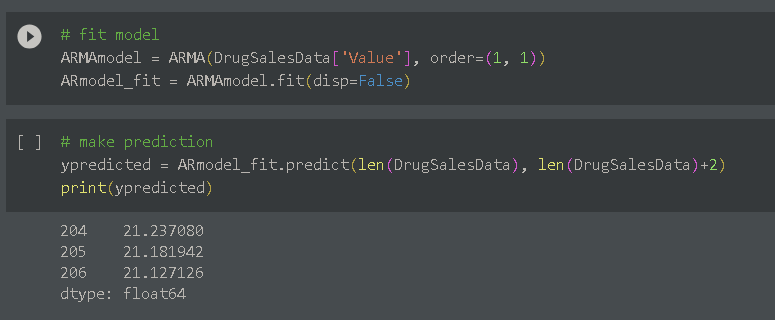 # fit model
ARMAmodel = ARMA(DrugSalesData['Value'], order=(1, 1))
ARmodel_fit = ARMAmodel.fit(disp=False)
[ ] # make prediction
ypredicted = ARmodel_fit.predict(len(DrugSalesData), len(DrugSalesData)+2)
print(ypredicted)
204    21.237080
205    21.181942
206    21.127126
dtype: float64